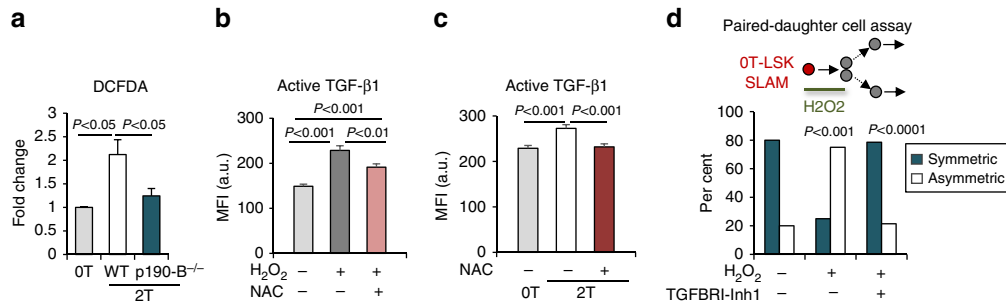 a
DCFDA
P<0.05 P<0.05
Fold change
3
2.5
2
1.5
1
0.5
0
0T WT p190-B–/–
2T
b
Active TGF-β1
P<0.001
P<0.001 P<0.01
MFI (a.u.)
300
200
100
0
H2O2 – + +
NAC – – +
c
Active TGF-β1
P<0.001 P<0.001
MFI (a.u.)
300
200
100
0
NAC – – +
0T 2T
d
Paired-daughter cell assay
0T-LSK
SLAM
H2O2
P<0.001 P<0.0001
Per cent
80
60
40
20
0
Symmetric
Asymmetric
H2O2 – + +
TGFBRI-Inh1 – – +